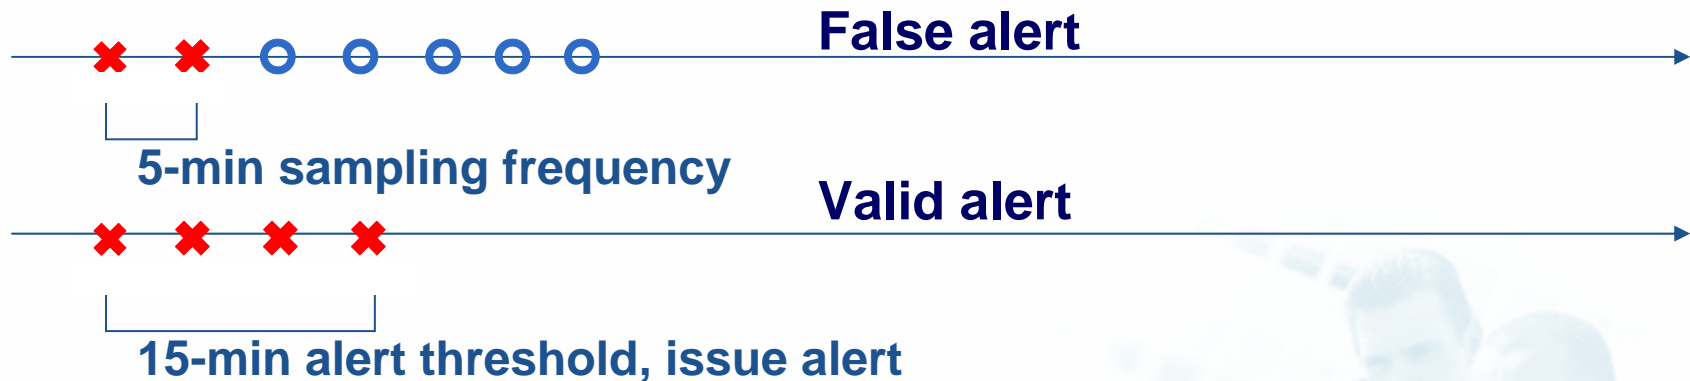 False alert
5-min sampling frequency
Valid alert
15-min alert threshold, issue alert